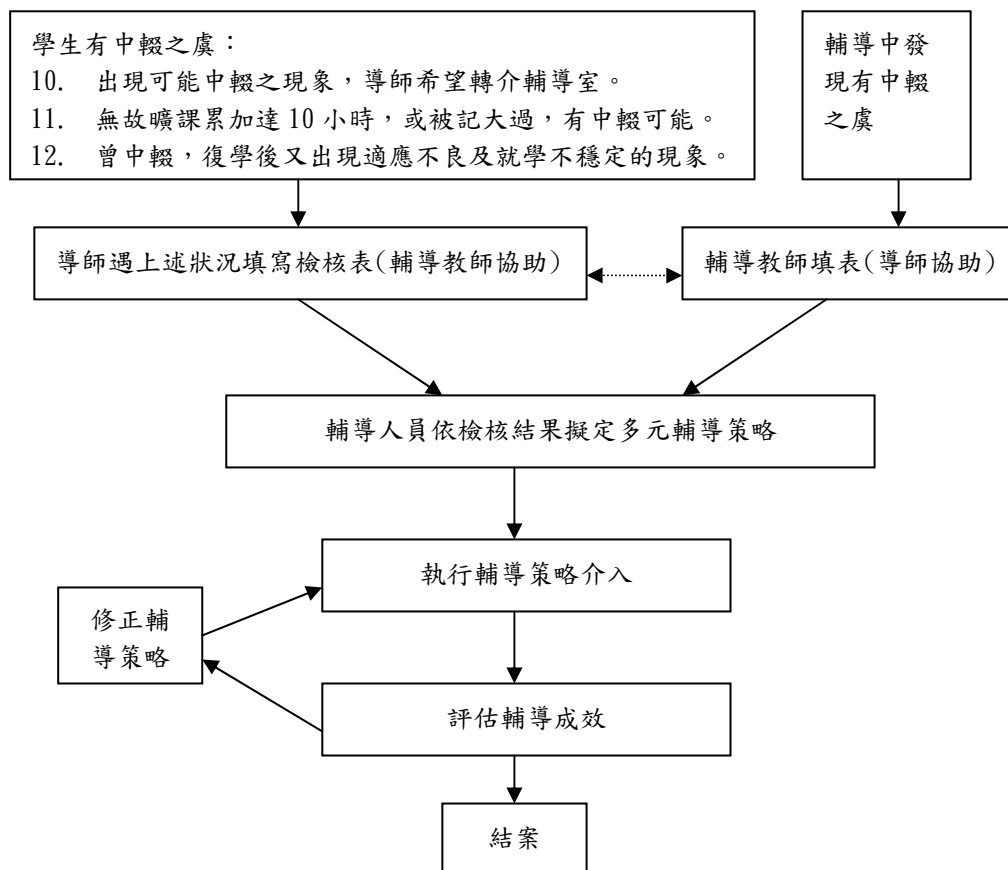 學生有中輟之虞：
10. 出現可能中輟之現象，導師希望轉介輔導室。
11. 無故曠課累加達 10 小時，或被記大過，有中輟可能。
12. 曾中輟，復學後又出現適應不良及就學不穩定的現象。
輔導中發
現有中輟
之虞
導師遇上述狀況填寫檢核表(輔導教師協助)
輔導教師填表(導師協助)
輔導人員依檢核結果擬定多元輔導策略
執行輔導策略介入
修正輔
導策略
評估輔導成效
結案